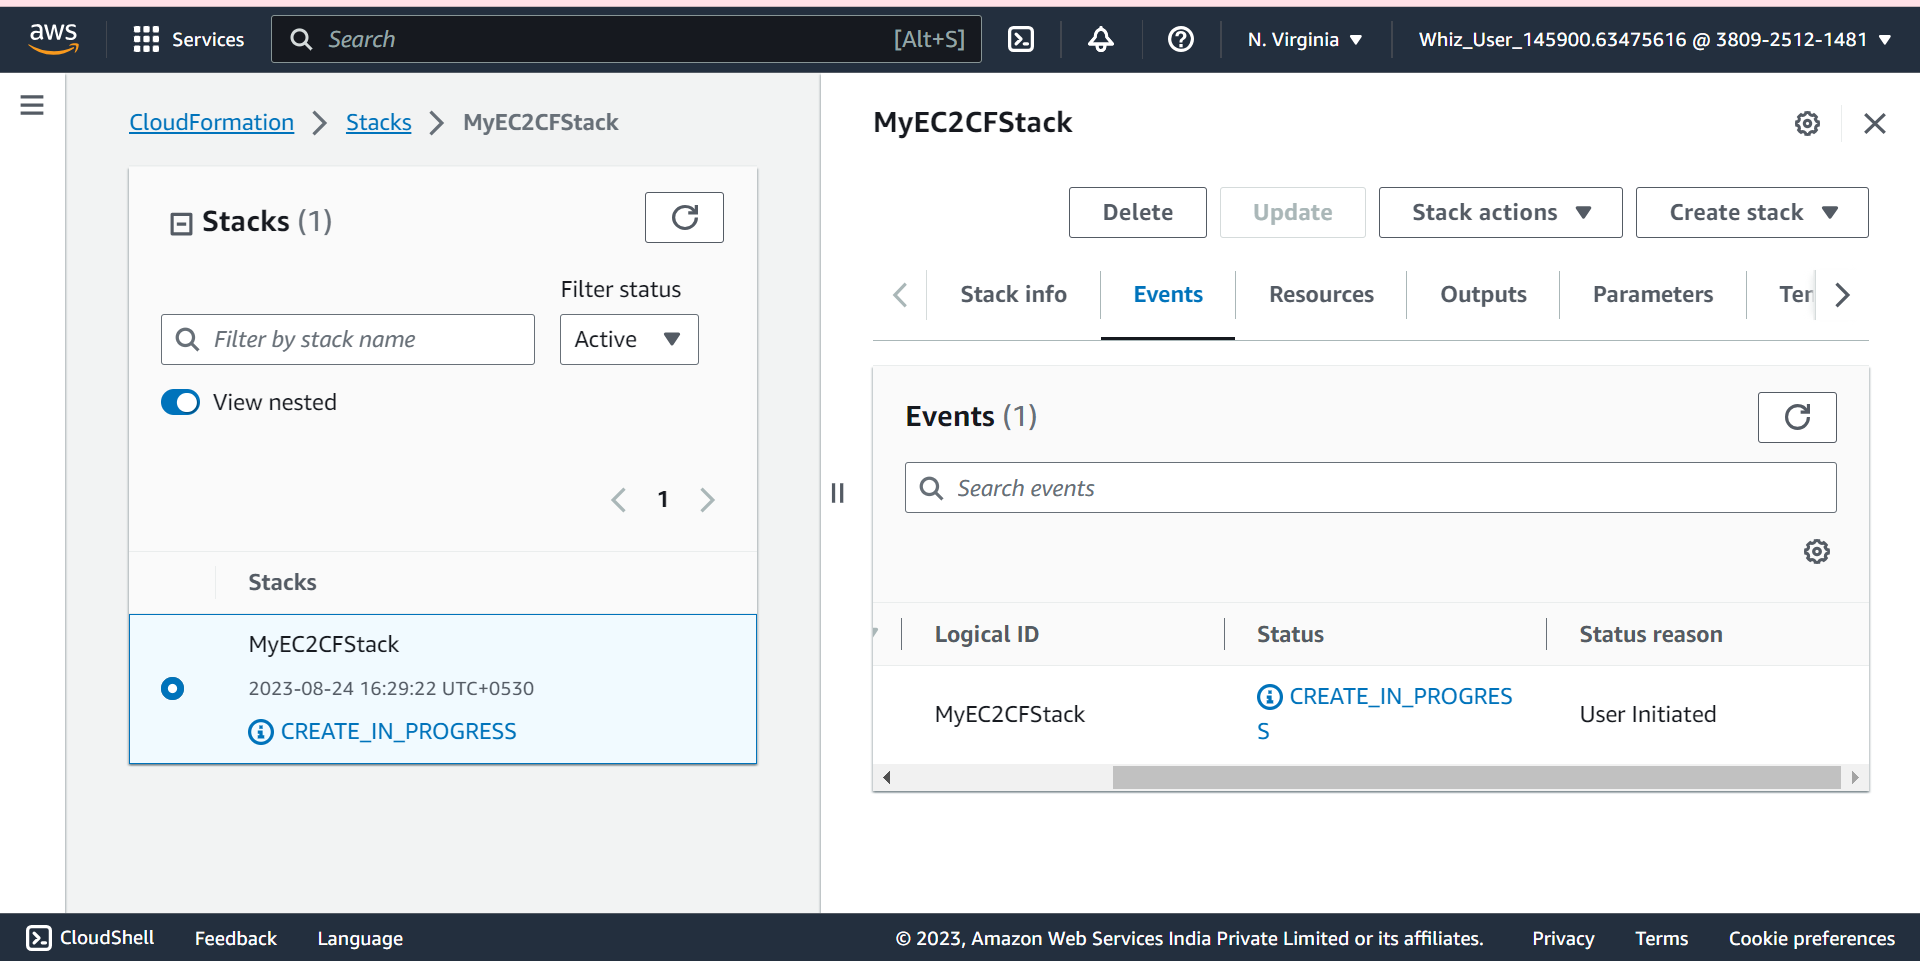 aws
Services
Search
[Alt+S]
N. Virginia
Whiz_User_145900.63475616 @ 3809-2512-1481
CloudFormation
Stacks
MyEC2CFStack
Stacks (1)
Filter status
Filter by stack name
Active
View nested
1
Stacks
MyEC2CFStack
2023-08-24 16:29:22 UTC+0530
CREATE_IN_PROGRESS
MyEC2CFStack
Delete
Update
Stack actions
Create stack
Stack info
Events
Resources
Outputs
Parameters
Events (1)
Search events
Logical ID
Status
Status reason
MyEC2CFStack
CREATE_IN_PROGRES
S
User Initiated
CloudShell
Feedback
Language
© 2023, Amazon Web Services India Private Limited or its affiliates.
Privacy
Terms
Cookie preferences